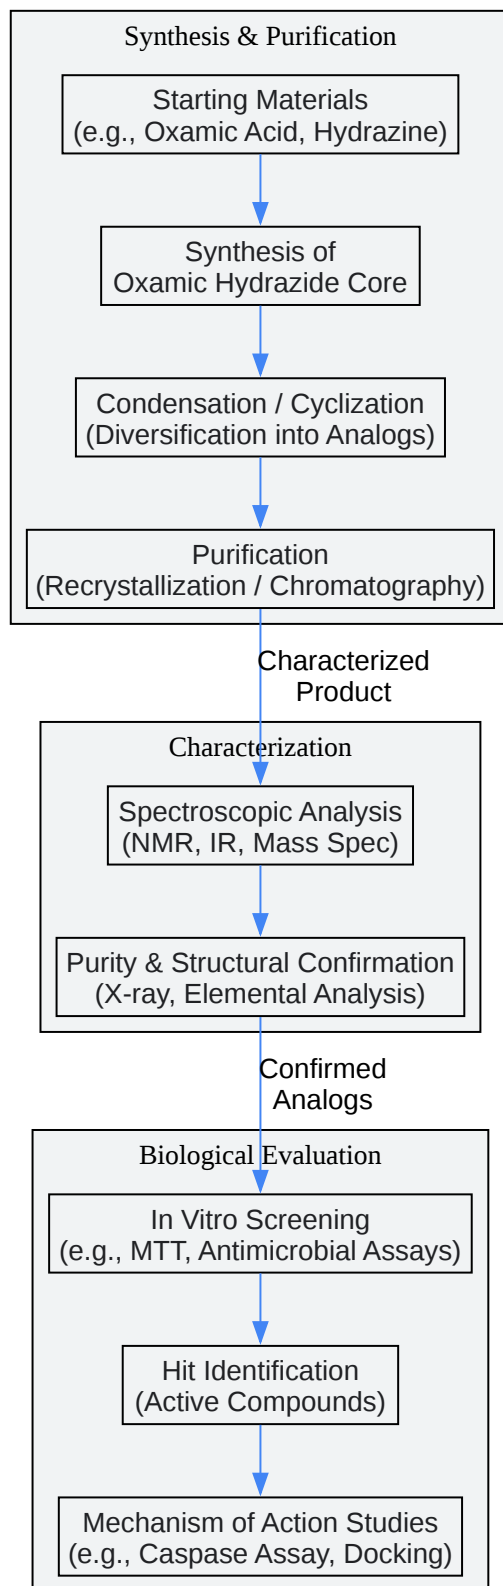 Synthesis & Purification
Starting Materials
(e.g., Oxamic Acid, Hydrazine)
Synthesis of
Oxamic Hydrazide Core
Condensation / Cyclization
(Diversification into Analogs)
Purification
(Recrystallization / Chromatography)
Characterized
Product
Characterization
Spectroscopic Analysis
(NMR, IR, Mass Spec)
Purity & Structural Confirmation
(X-ray, Elemental Analysis)
Confirmed
Analogs
Biological Evaluation
In Vitro Screening
(e.g., MTT, Antimicrobial Assays)
Hit Identification
(Active Compounds)
Mechanism of Action Studies
(e.g., Caspase Assay, Docking)